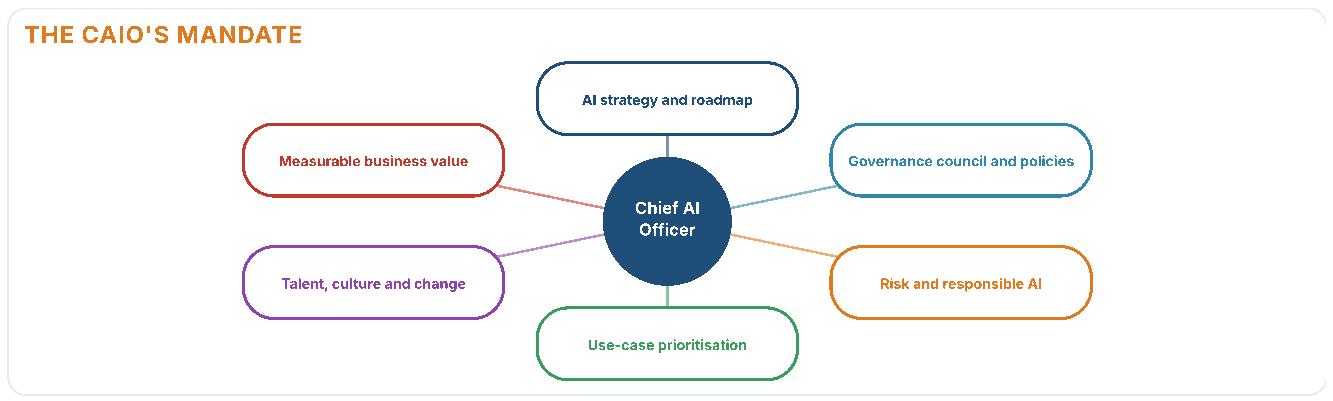 THE CAIO'S MANDATE
AI strategy and roadmap
Measurable business value
Governance council and policies
Chief AI
Officer
Talent, culture and change
Risk and responsible AI
Use-case prioritisation